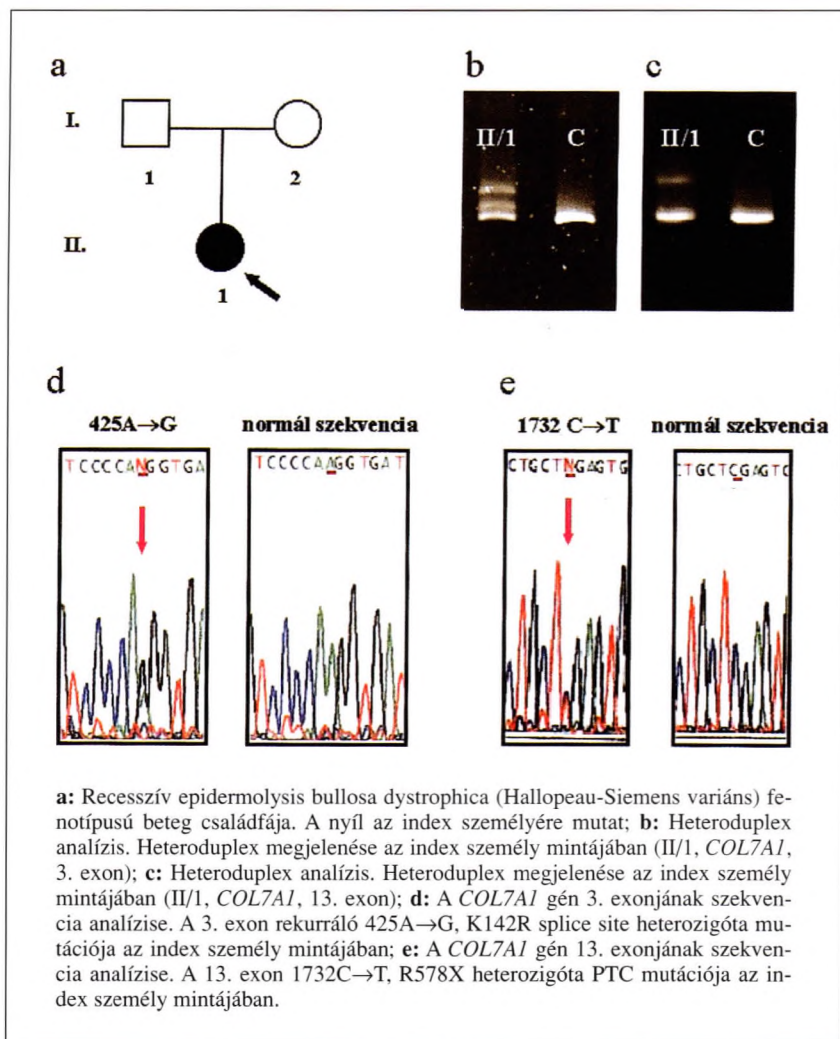 a
b
c
I.
1
2
II.
1
II/1 C
II/1 C
d
e
425A→G
normál szekvencia
1732 C→T
normál szekvencia
T C C C C A N G G T G A
T C C C C A A G G T G A T
C T G C T N G A G T G
C T G C T C G A G T C
a: Recesszív epidermolysis bullosa dystrophica (Hallopeau-Siemens variáns) fe-
notípusú beteg családfája. A nyíl az index személyére mutat; b: Heteroduplex
analízis. Heteroduplex megjelenése az index személy mintájában (II/1, COL7A1,
3. exon); c: Heteroduplex analízis. Heteroduplex megjelenése az index személy
mintájában (II/1, COL7A1, 13. exon); d: A COL7A1 gén 3. exonjának szekven-
cia analízise. A 3. exon rekurráló 425A→G, K142R splice site heterozigóta mu-
tációja az index személy mintájában; e: A COL7A1 gén 13. exonjának szekven-
cia analízise. A 13. exon 1732C→T, R578X heterozigóta PTC mutációja az in-
dex személy mintájában.